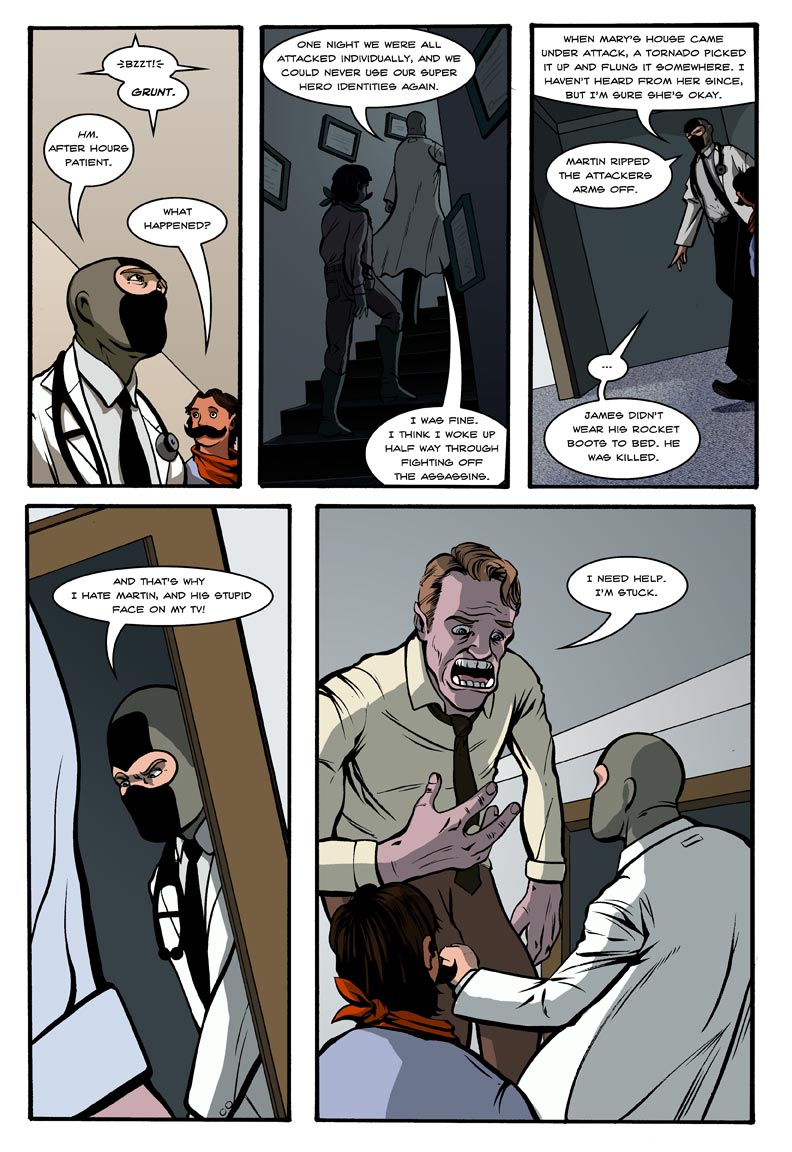 BZZT!
GRUNT.
HM.
AFTER HOURS
PATIENT.
WHAT
HAPPENED?
ONE NIGHT WE WERE ALL
ATTACKED INDIVIDUALLY, AND WE
COULD NEVER USE OUR SUPER
HERO IDENTITIES AGAIN.
I WAS FINE.
I THINK I WOKE UP
HALF WAY THROUGH
FIGHTING OFF
THE ASSASSINS.
WHEN MARY'S HOUSE CAME
UNDER ATTACK, A TORNADO PICKED
IT UP AND FLUNG IT SOMEWHERE. I
HAVEN'T HEARD FROM HER SINCE,
BUT I'M SURE SHE'S OKAY.
MARTIN RIPPED
THE ATTACKERS
ARMS OFF.
...
JAMES DIDN'T
WEAR HIS ROCKET
BOOTS TO BED. HE
WAS KILLED.
AND THAT'S WHY
I HATE MARTIN, AND HIS STUPID
FACE ON MY TV!
I NEED HELP.
I'M STUCK.